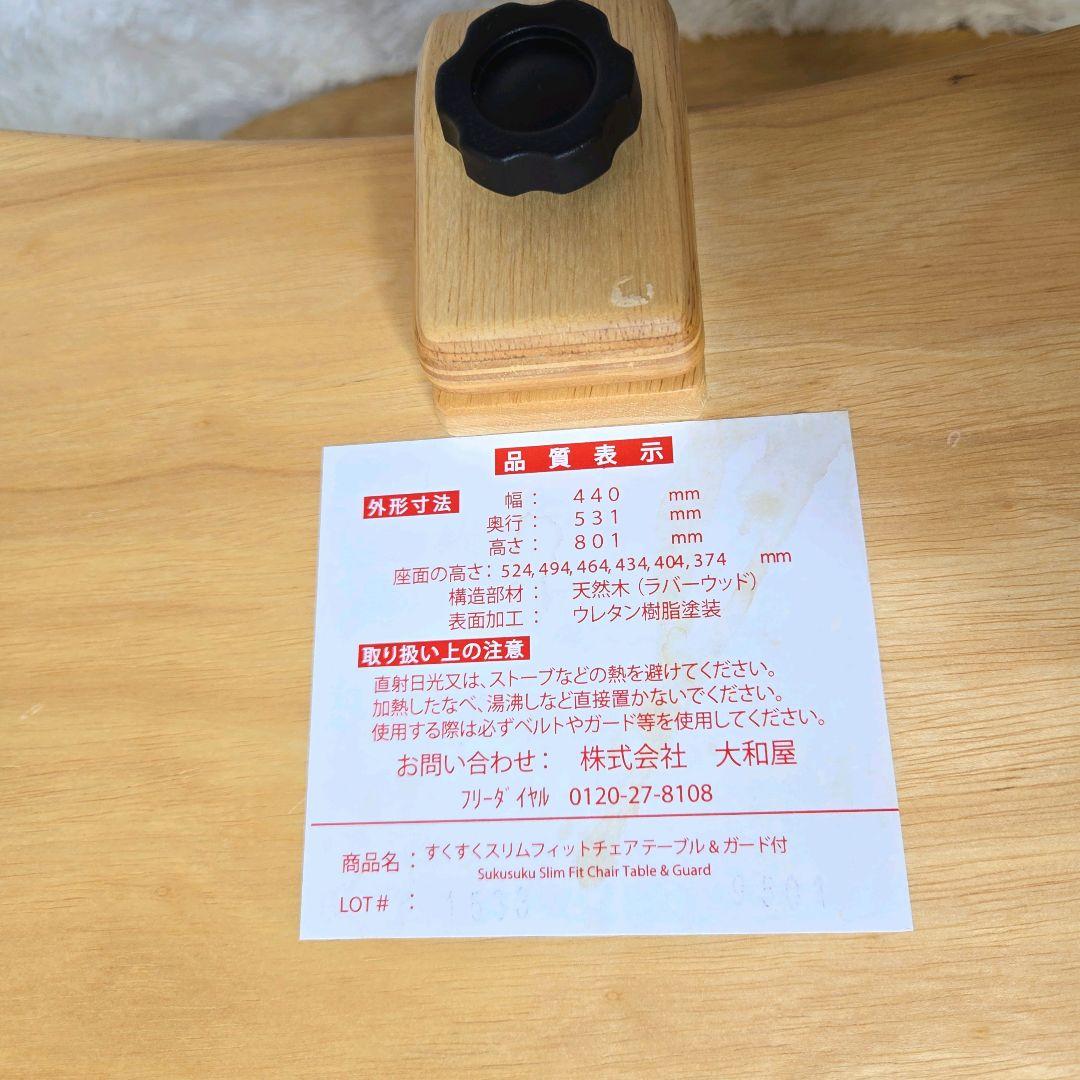 品質表示
外形寸法 幅： 440 mm
奥行： 531 mm
高さ： 801 mm
座面の高さ： 524, 494, 464, 434, 404, 374 mm
構造部材： 天然木（ラバーウッド）
表面加工： ウレタン樹脂塗装
取り扱い上の注意
直射日光又は、ストーブなどの熱を避けてください。
加熱したなべ、湯沸しなど直接置かないでください。
使用する際は必ずベルトやガード等を使用してください。
お問い合わせ： 株式会社 大和屋
ﾌﾘｰﾀﾞｲﾔﾙ 0120-27-8108
商品名： すくすくスリムフィットチェア テーブル＆ガード付
Sukusuku Slim Fit Chair Table & Guard
LOT＃ ：